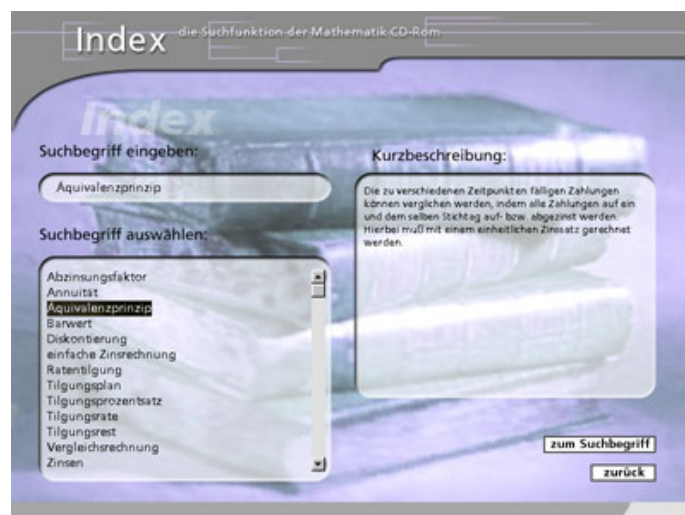 Index die Suchfunktion der Mathematik CD-Rom
Index
Suchbegriff eingeben:
Äquivalenzprinzip
Suchbegriff auswählen:
Abzinsungsfaktor
Annuität
Äquivalenzprinzip
Barwert
Diskontierung
einfache Zinsrechnung
Ratentilgung
Tilgungsplan
Tilgungsprozentsatz
Tilgungsrate
Tilgungsrest
Vergleichsrechnung
Zinsen
Kurzbeschreibung:
Die zu verschiedenen Zeitpunkten fälligen Zahlungen
können verglichen werden, indem alle Zahlungen auf ein
und dem selben Stichtag auf- bzw. abgezinst werden.
Hierbei muß mit einem einheitlichen Zinssatz gerechnet
werden.
zum Suchbegriff
zurück